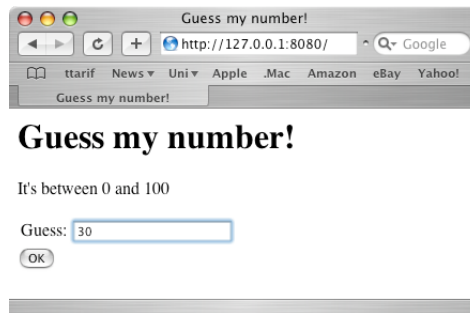 Guess my number!
http://127.0.0.1:8080/ Google
ttarif News Uni Apple .Mac Amazon eBay Yahoo!
Guess my number!
Guess my number!
It's between 0 and 100
Guess: 30
OK